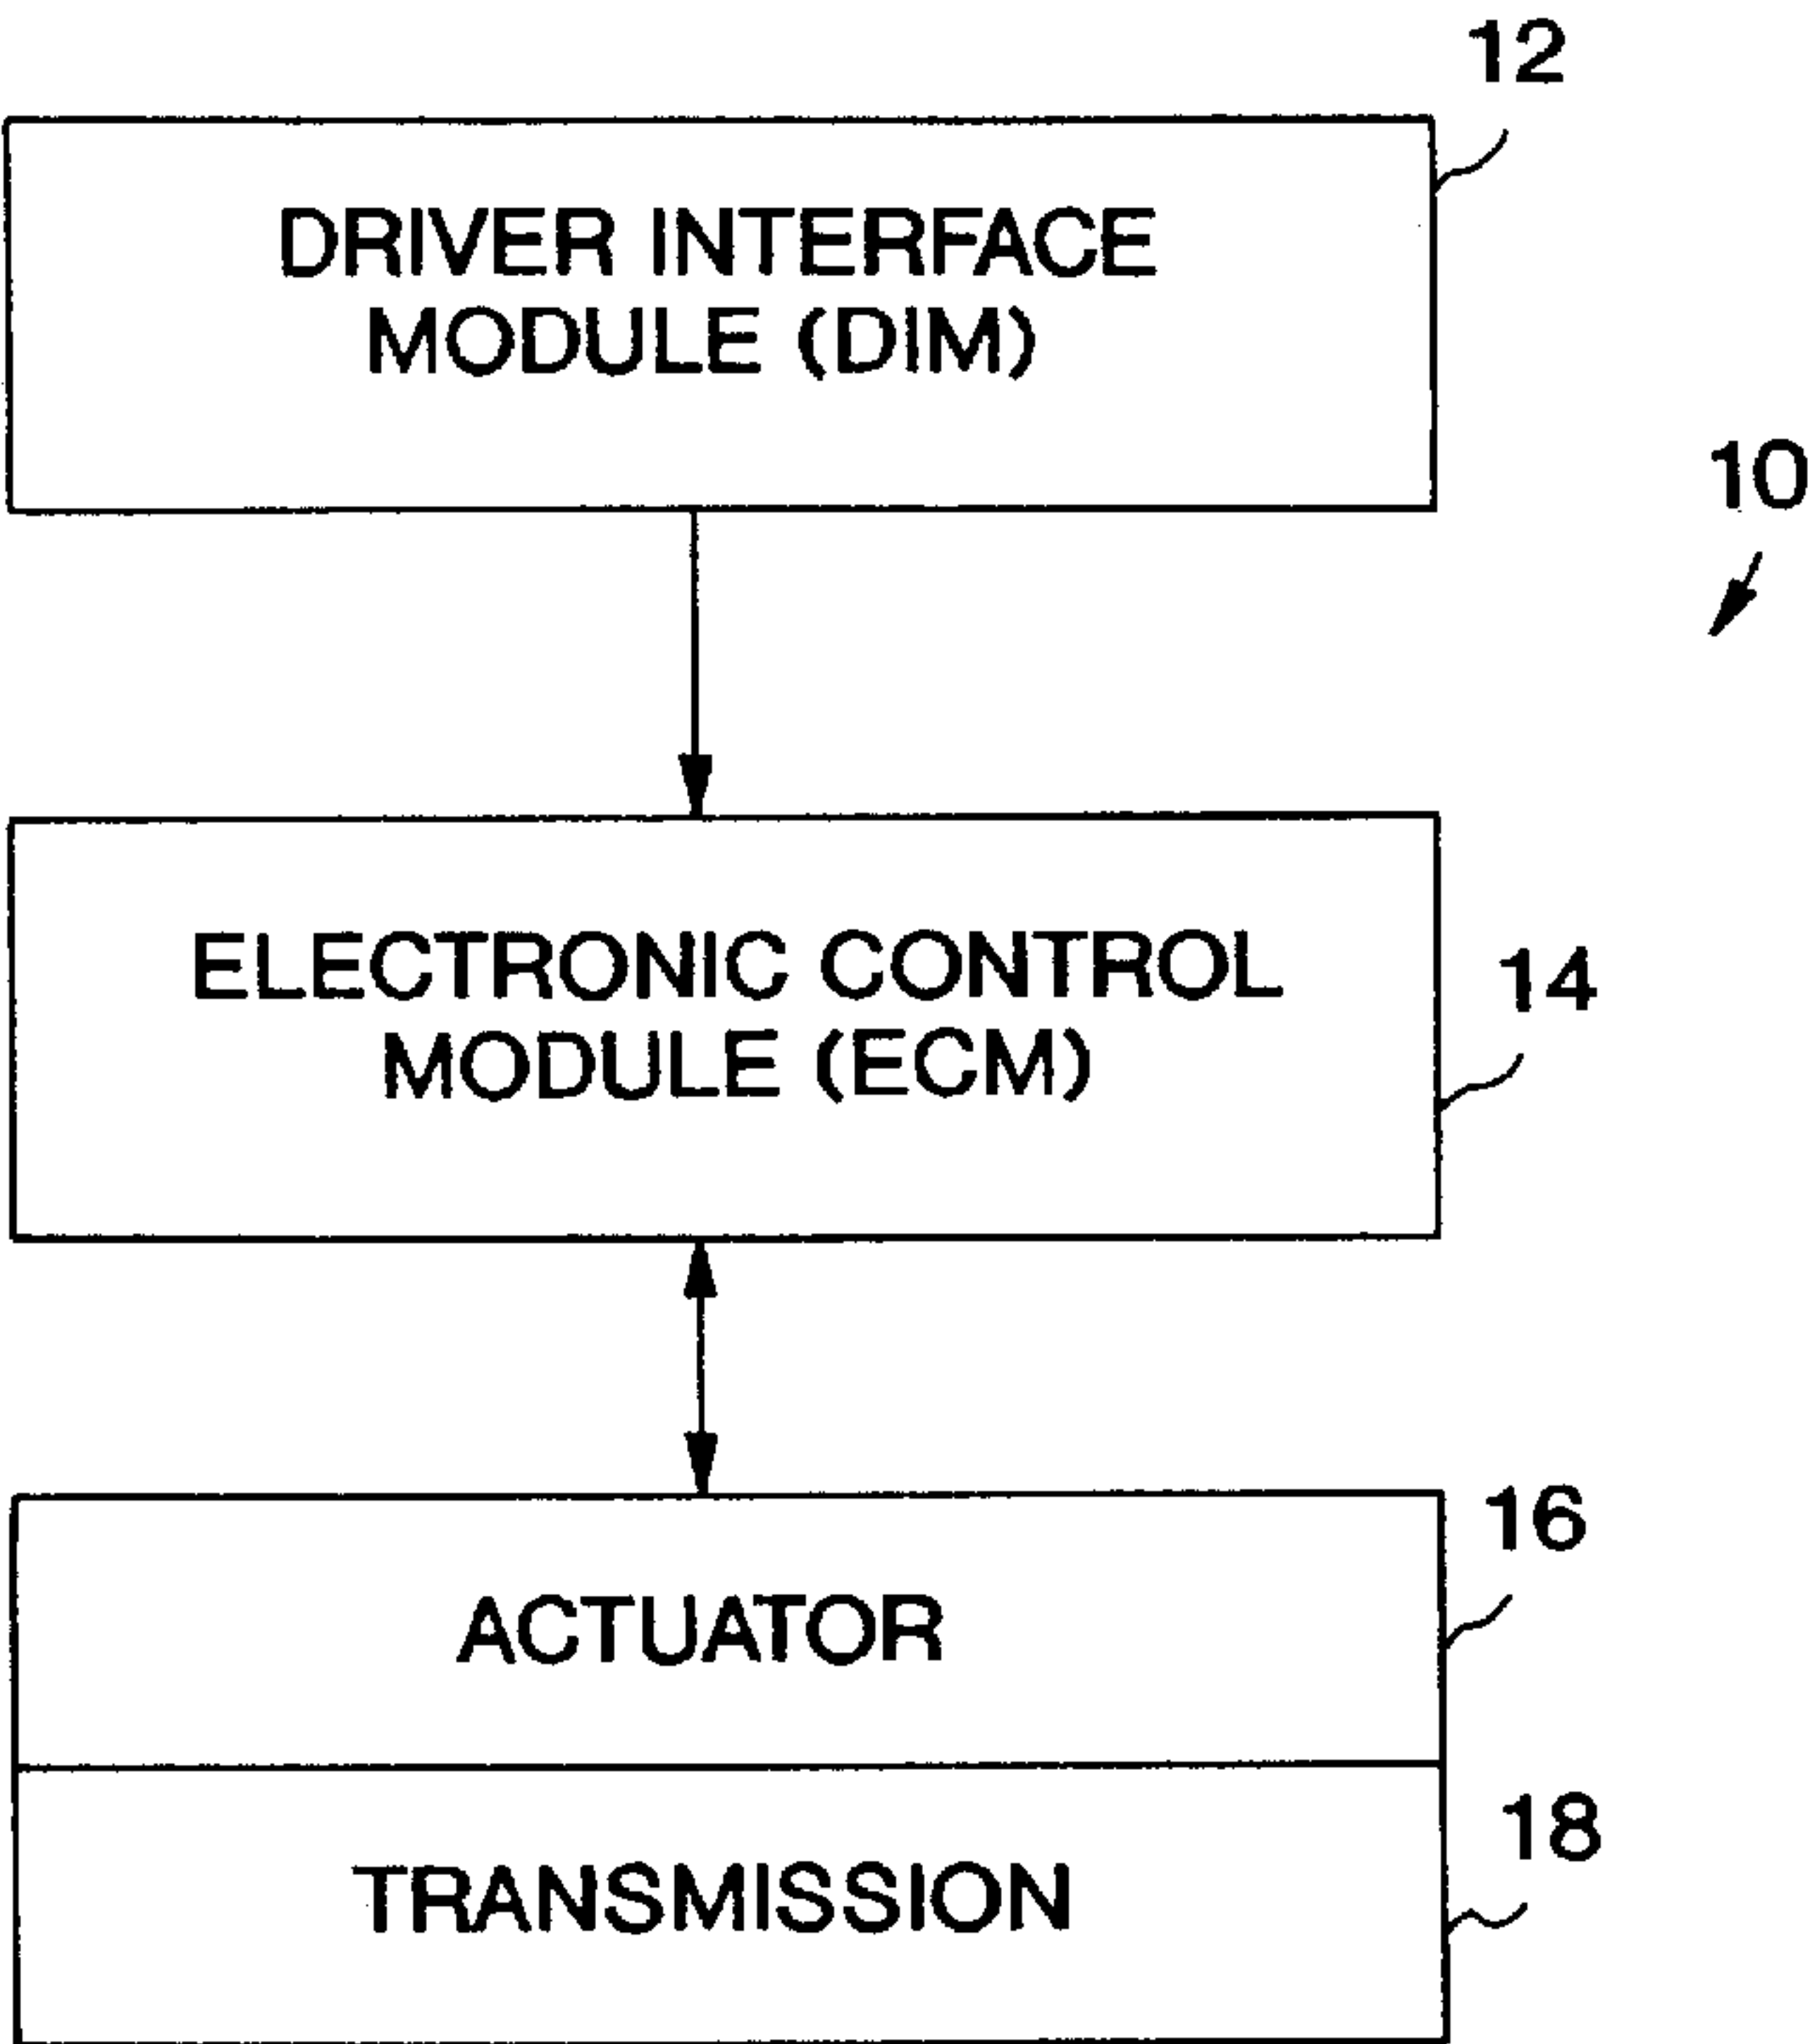 12
DRIVER INTERFACE
MODULE (DIM)
10
ELECTRONIC CONTROL
MODULE (ECM)
14
16
ACTUATOR
18
TRANSMISSION